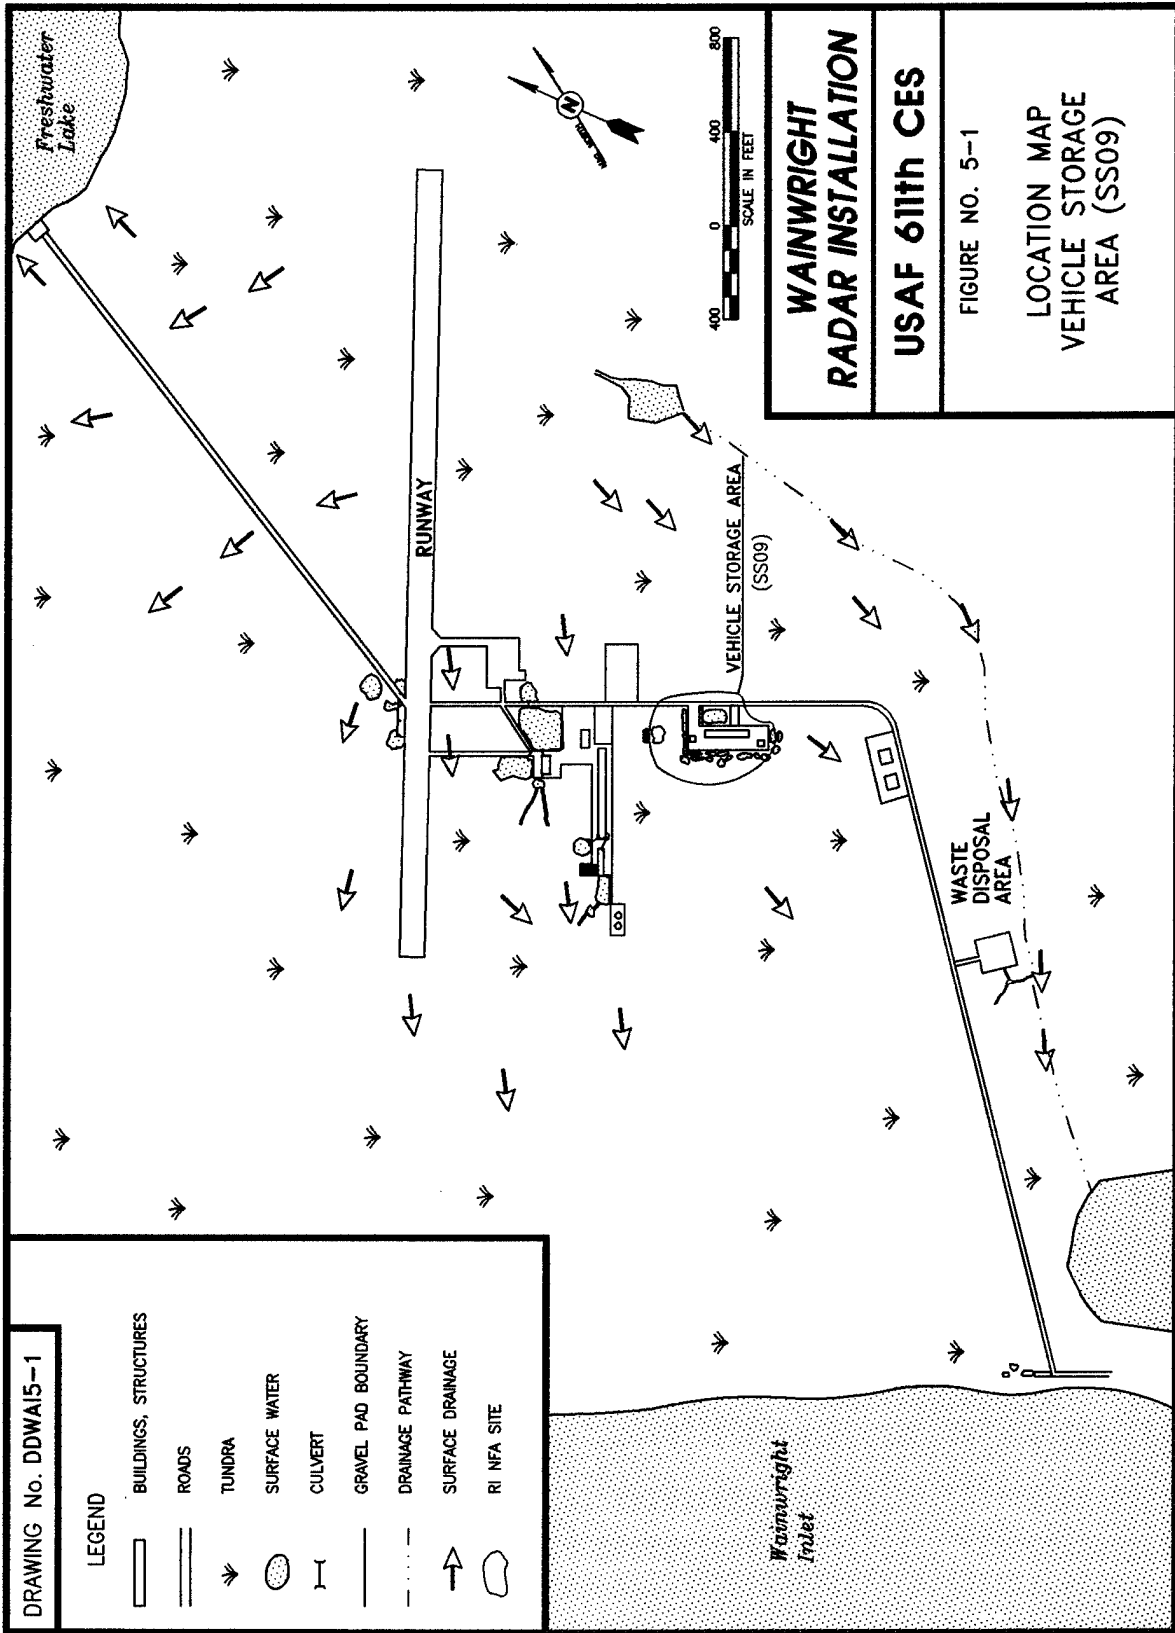 DRAWING No. DDWAI5-1
LEGEND
BUILDINGS, STRUCTURES
ROADS
TUNDRA
SURFACE WATER
CULVERT
GRAVEL PAD BOUNDARY
DRAINAGE PATHWAY
SURFACE DRAINAGE
RI NFA SITE
Freshwater
Lake
RUNWAY
N
VEHICLE STORAGE AREA
(SS09)
WASTE
DISPOSAL
AREA
Wainwright
Inlet
400 0 400 800
SCALE IN FEET
WAINWRIGHT
RADAR INSTALLATION
USAF 611th CES
FIGURE NO. 5-1
LOCATION MAP
VEHICLE STORAGE
AREA (SS09)